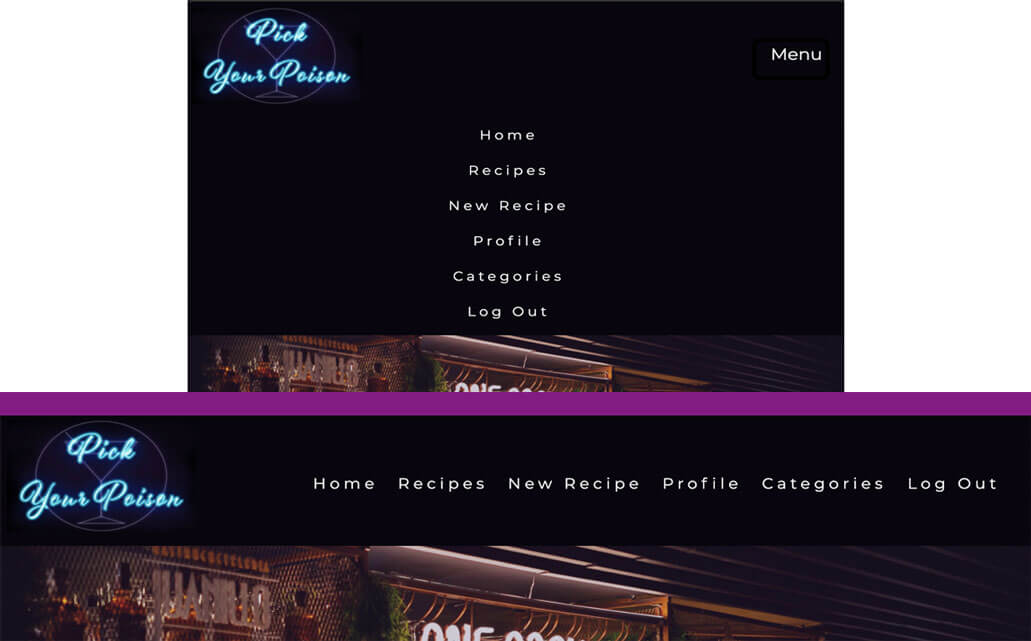 Pick
Your Poison
Menu
Home
Recipes
New Recipe
Profile
Categories
Log Out
Pick
Your Poison
Home Recipes New Recipe Profile Categories Log Out